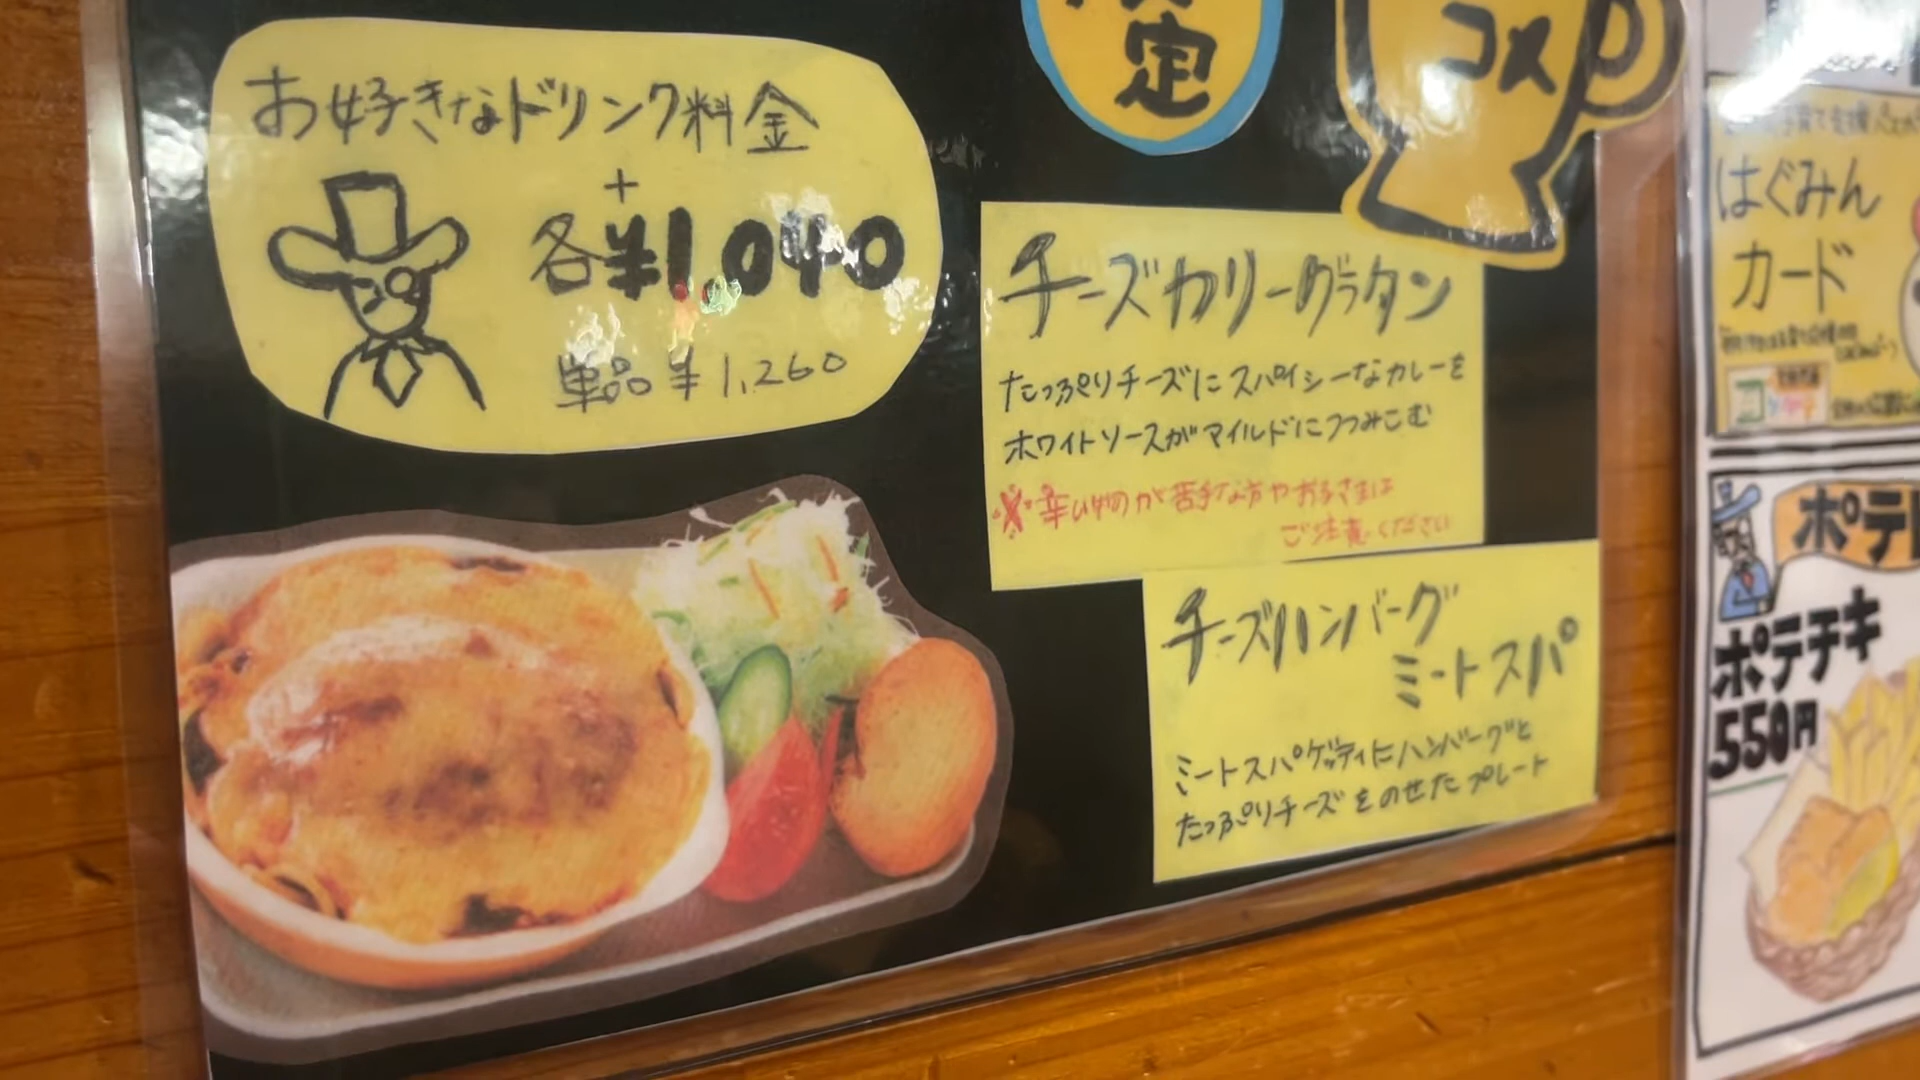 お好きなドリンク料金
+
各¥1,040
単品¥1,260
定
コメ
チーズカリーグラタン
たっぷりチーズにスパイシーなカレーを
ホワイトソースがマイルドにつつみこむ
※辛いものが苦手な方やお子さまは
ご注意ください
チーズハンバーグ
ミートスパ
ミートスパゲッティにハンバーグと
たっぷりチーズをのせたプレート
はぐみん
カード
ポテ
ポテチキ
550円